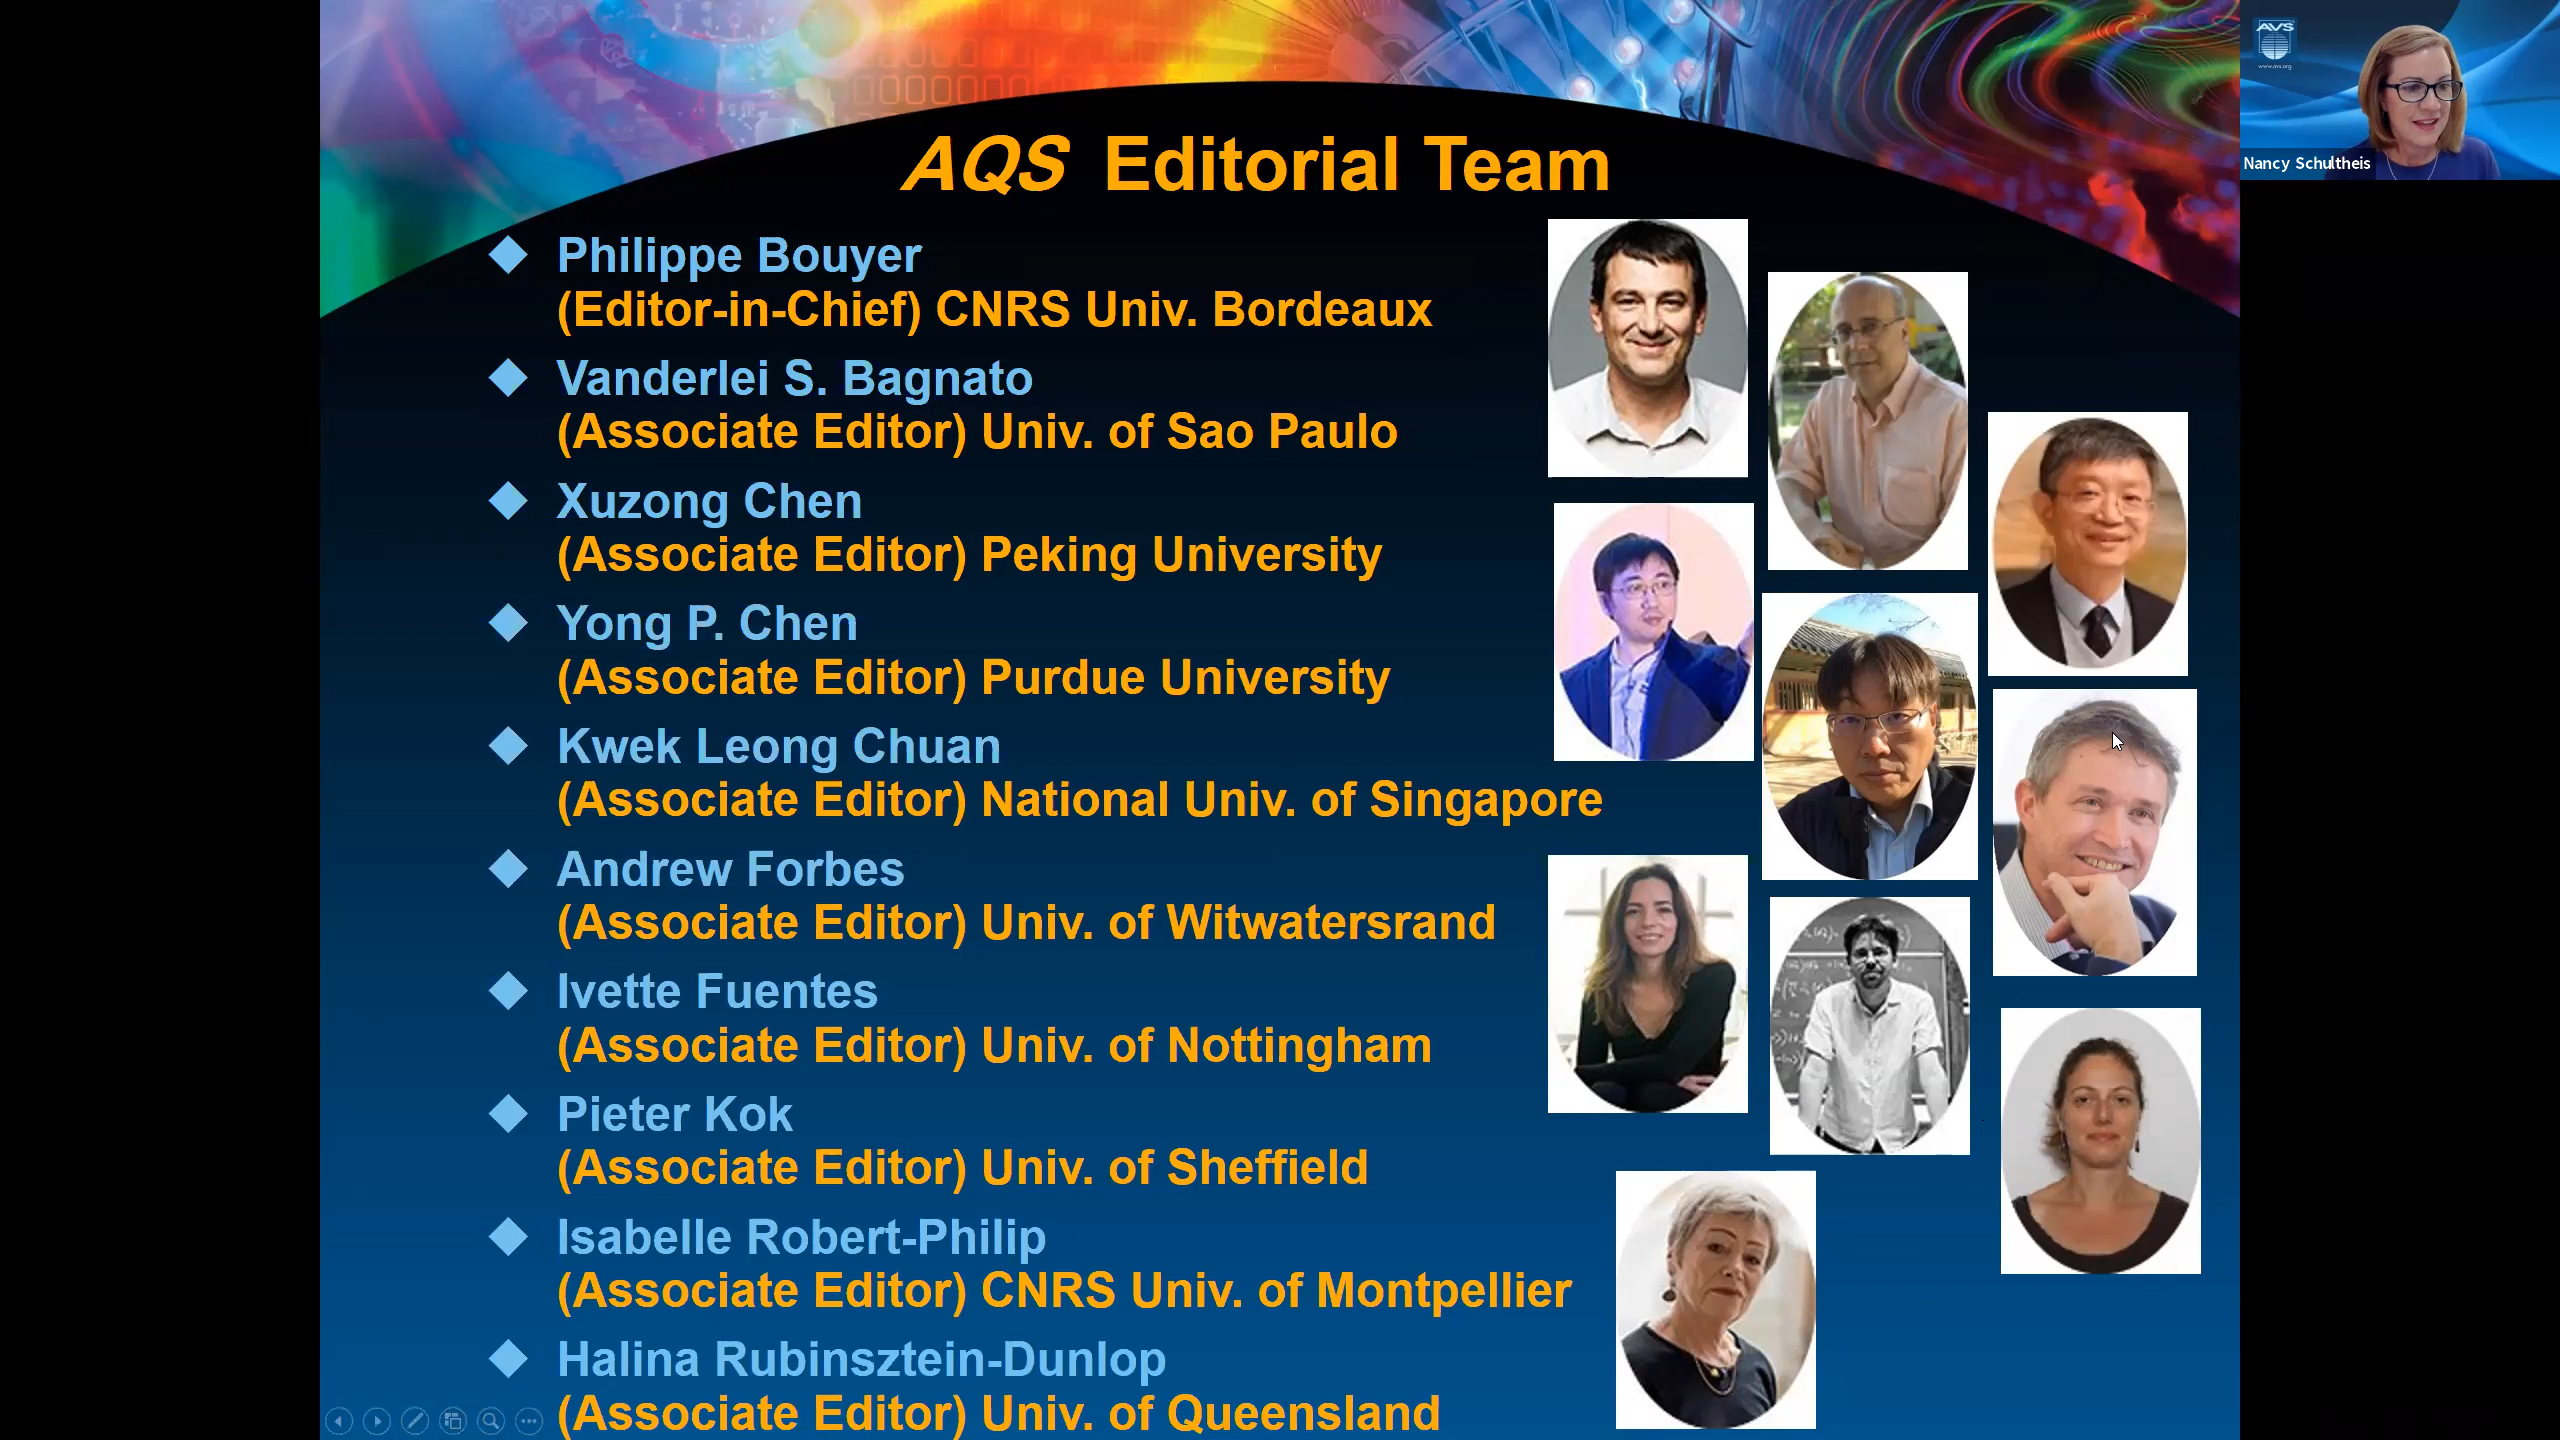 AQS Editorial Team
Philippe Bouyer
(Editor-in-Chief) CNRS Univ. Bordeaux
Vanderlei S. Bagnato
(Associate Editor) Univ. of Sao Paulo
Xuzong Chen
(Associate Editor) Peking University
Yong P. Chen
(Associate Editor) Purdue University
Kwek Leong Chuan
(Associate Editor) National Univ. of Singapore
Andrew Forbes
(Associate Editor) Univ. of Witwatersrand
Ivette Fuentes
(Associate Editor) Univ. of Nottingham
Pieter Kok
(Associate Editor) Univ. of Sheffield
Isabelle Robert-Philip
(Associate Editor) CNRS Univ. of Montpellier
Halina Rubinsztein-Dunlop
(Associate Editor) Univ. of Queensland
AVS
www.avs.org
Nancy Schultheis